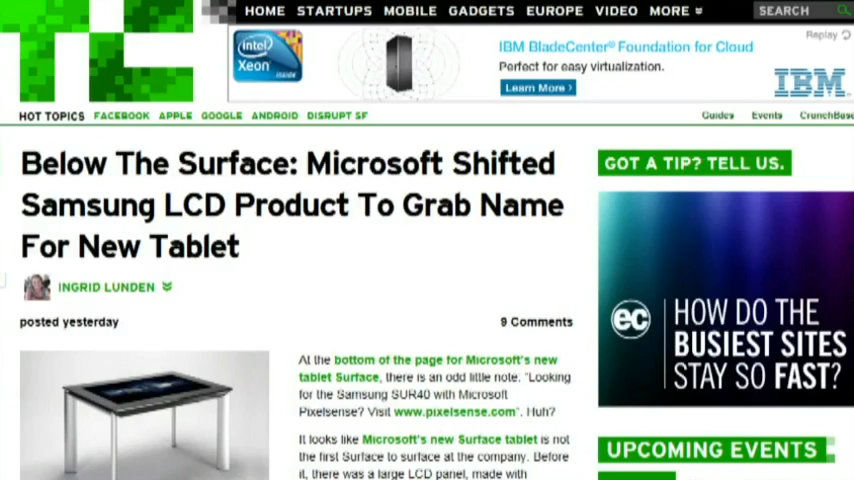 TC
HOME STARTUPS MOBILE GADGETS EUROPE VIDEO MORE
SEARCH
Replay
intel
Xeon
inside
IBM BladeCenter® Foundation for Cloud
Perfect for easy virtualization.
Learn More ›
IBM
HOT TOPICS FACEBOOK APPLE GOOGLE ANDROID DISRUPT SF
Guides Events CrunchBase
Below The Surface: Microsoft Shifted
Samsung LCD Product To Grab Name
For New Tablet
INGRID LUNDEN
posted yesterday
9 Comments
At the bottom of the page for Microsoft's new
tablet Surface, there is an odd little note: "Looking
for the Samsung SUR40 with Microsoft
Pixelsense? Visit www.pixelsense.com". Huh?
It looks like Microsoft's new Surface tablet is not
the first Surface to surface at the company. Before
it, there was a large LCD panel, made with
GOT A TIP? TELL US.
ec
HOW DO THE
BUSIEST SITES
STAY SO FAST?
UPCOMING EVENTS